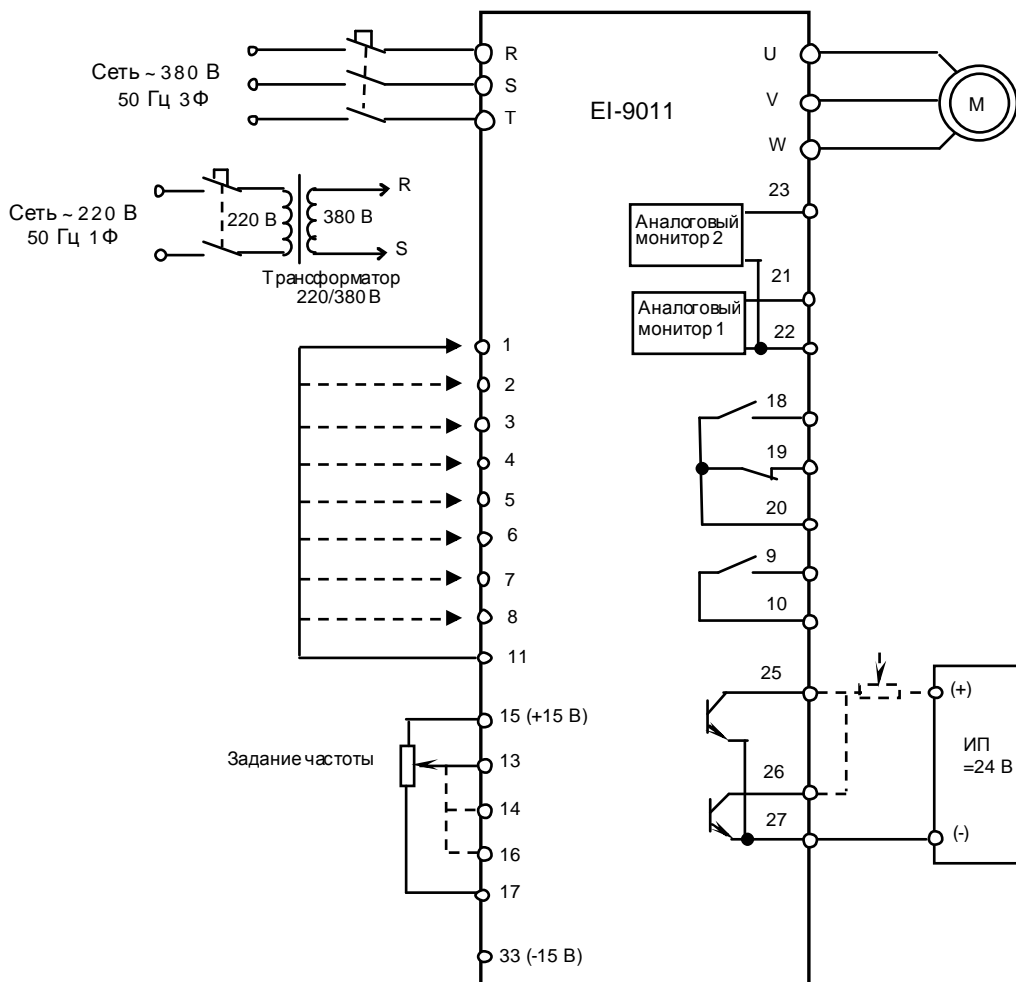 R
Сеть ~ 380 В
50 Гц 3Ф
S
T
EI-9011
U
V
W
М
Сеть ~ 220 В
50 Гц 1Ф
220 В
380 В
R
S
Трансформатор
220/380 В
23
Аналоговый
монитор 2
21
Аналоговый
монитор 1
22
1
2
3
4
5
6
7
8
11
18
19
20
9
10
15 (+15 В)
Задание частоты
13
14
16
17
33 (-15 В)
25
26
27
(+)
ИП
=24 В
(-)